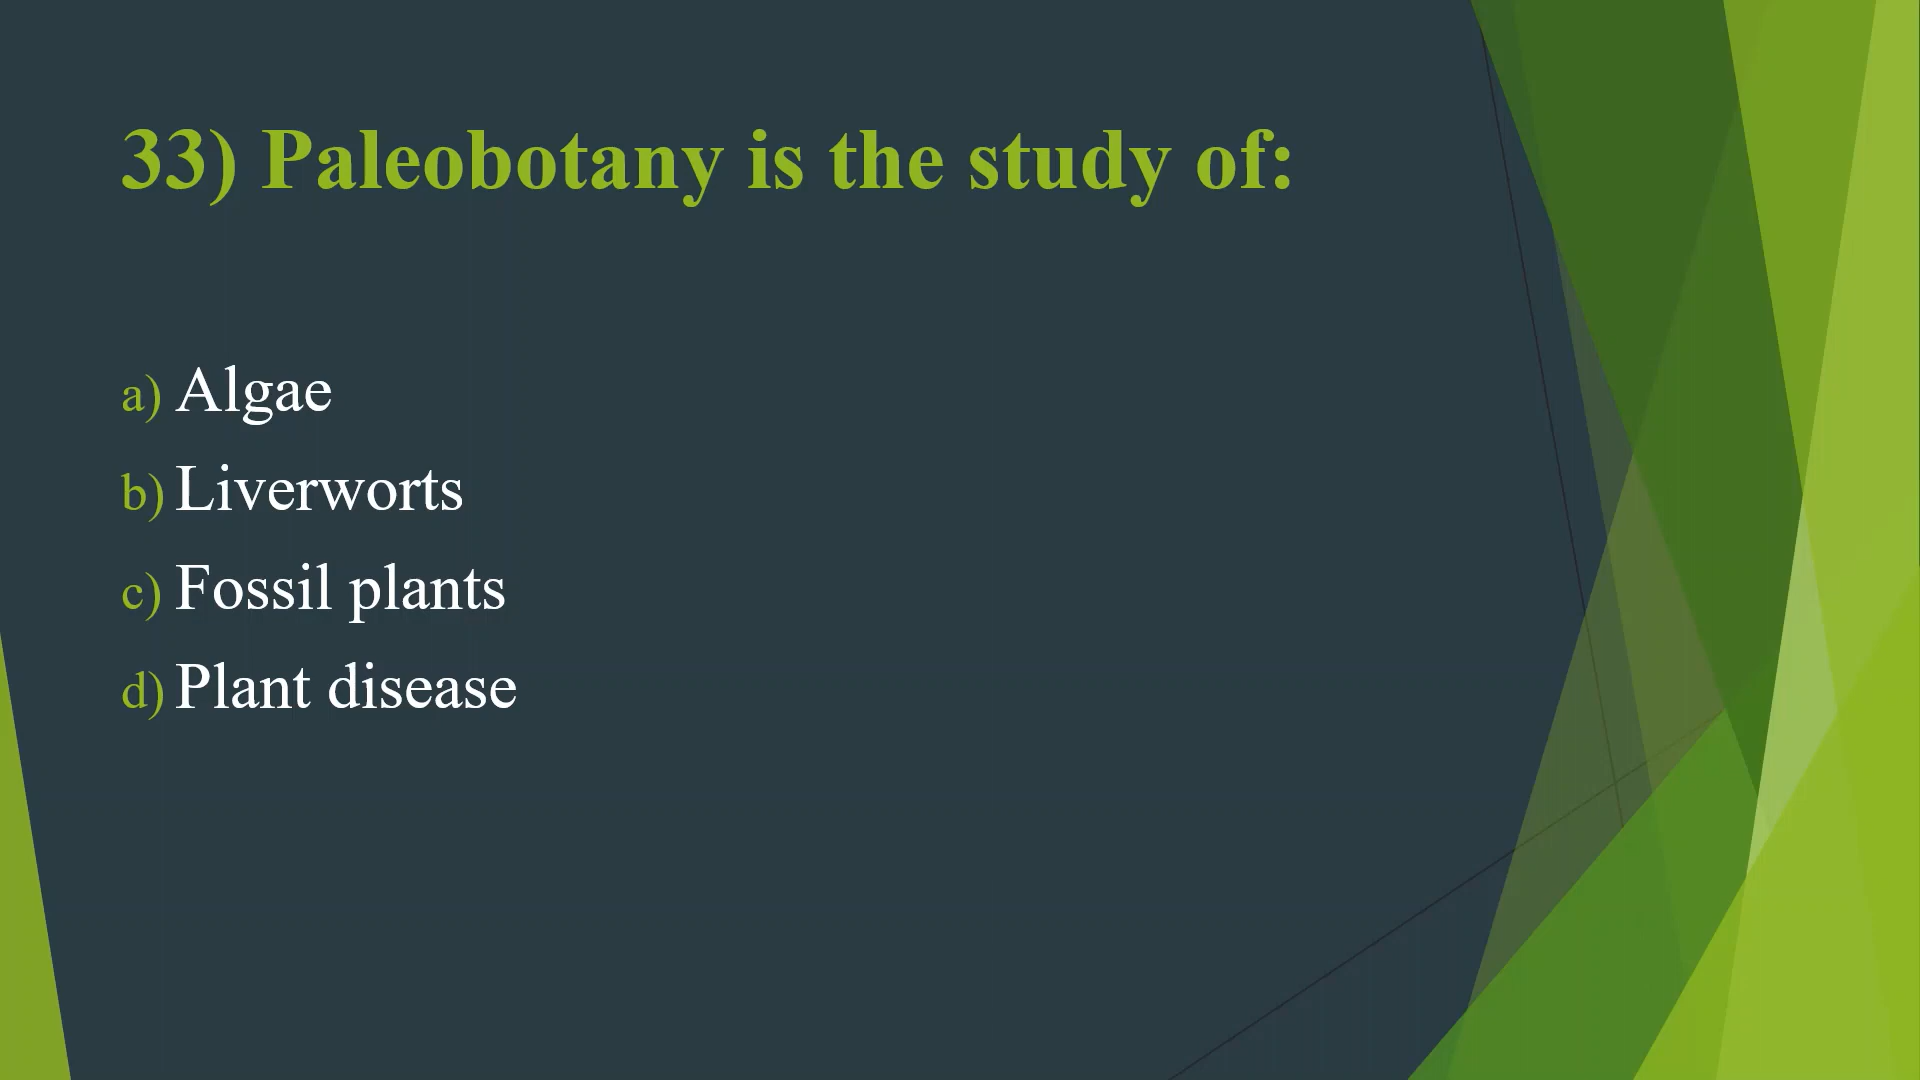 33) Paleobotany is the study of:
a) Algae
b) Liverworts
c) Fossil plants
d) Plant disease